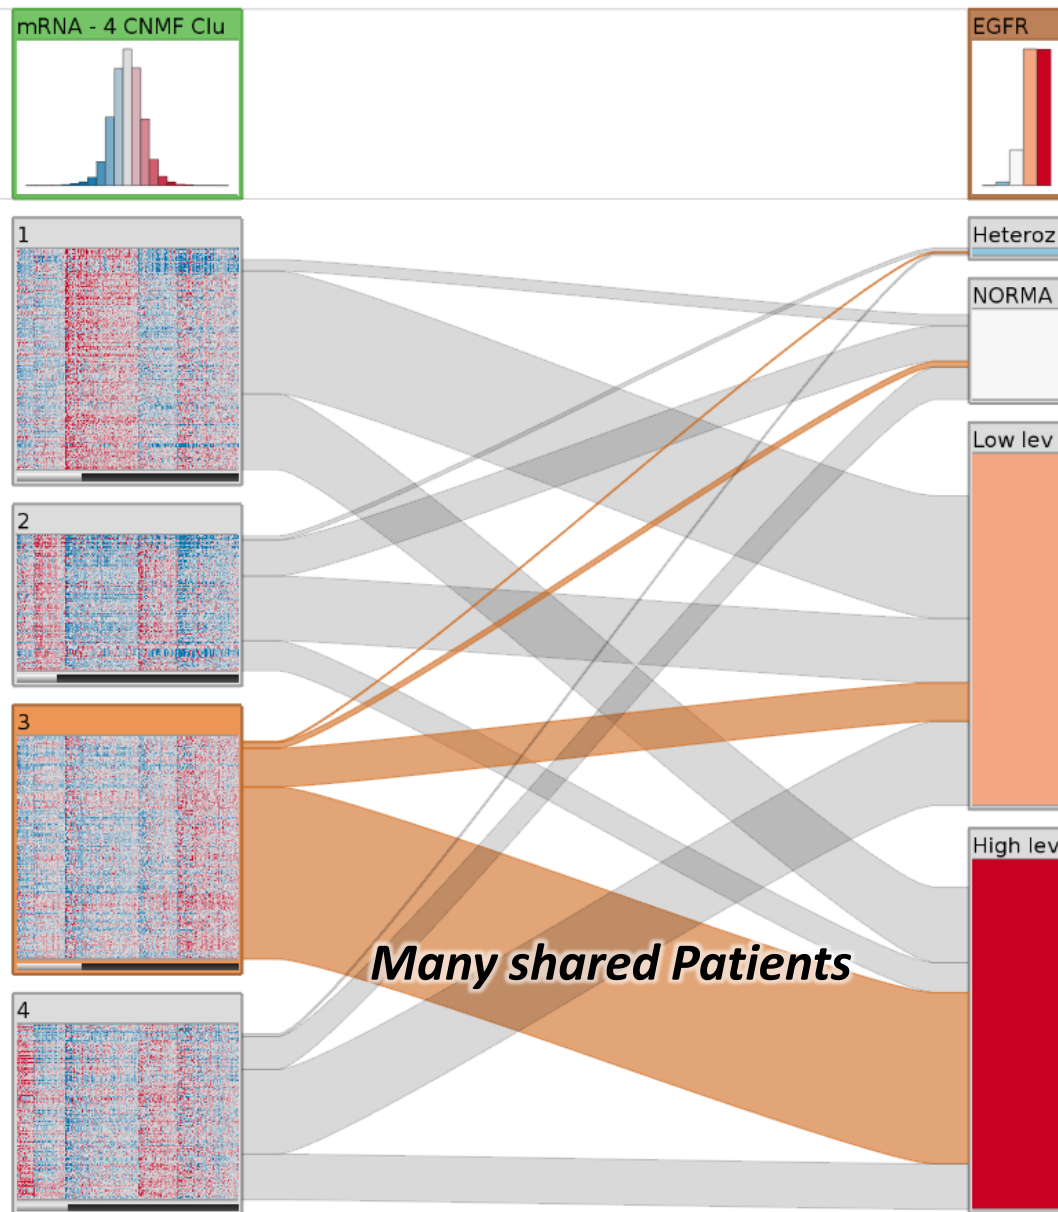 mRNA - 4 CNMF Clu
EGFR
1
Heteroz
NORMA
Low lev
2
3
High lev
Many shared Patients
4